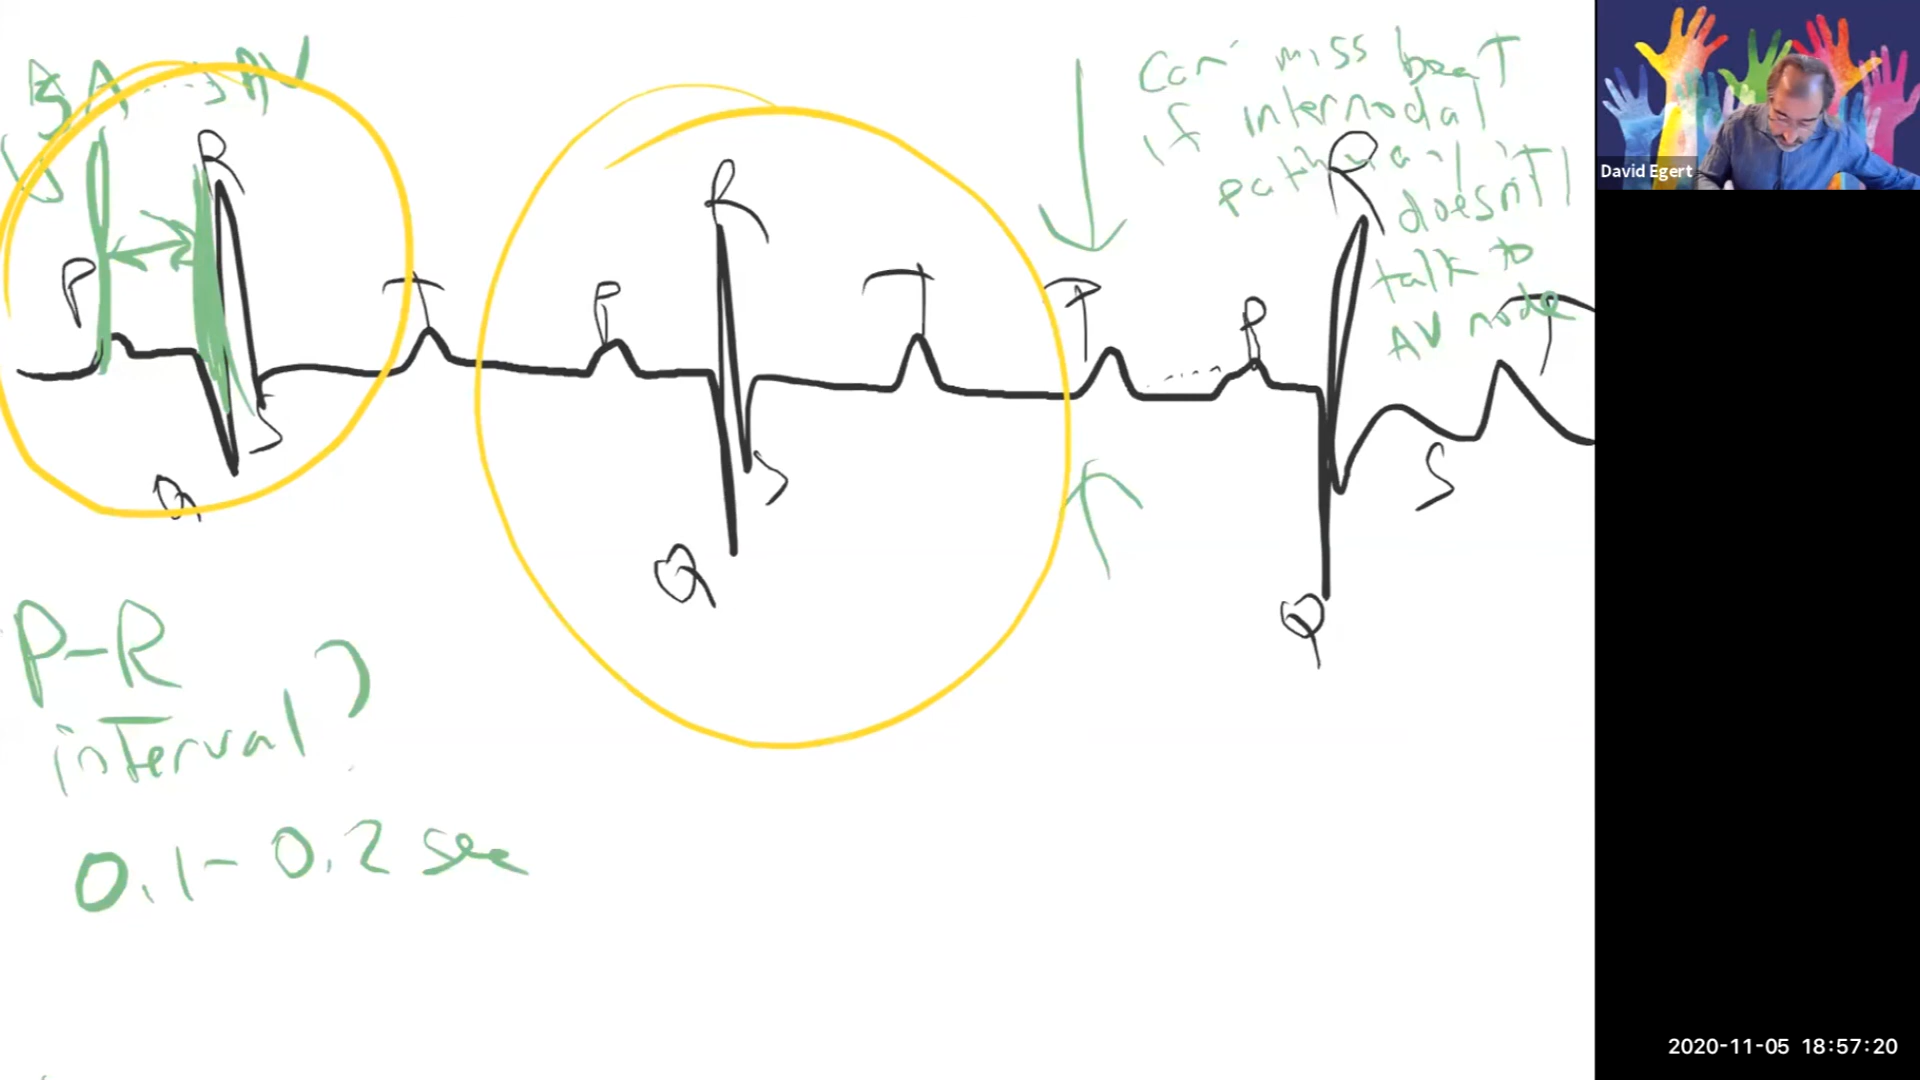 SA ---> AV
Can miss beat
if internodal
pathway
doesn't
talk to
AV node
P
R
Q
S
T
P
R
Q
S
T
P
P
R
Q
S
T
P-R
interval
0.1-0.2 sec
David Egert
2020-11-05 18:57:20